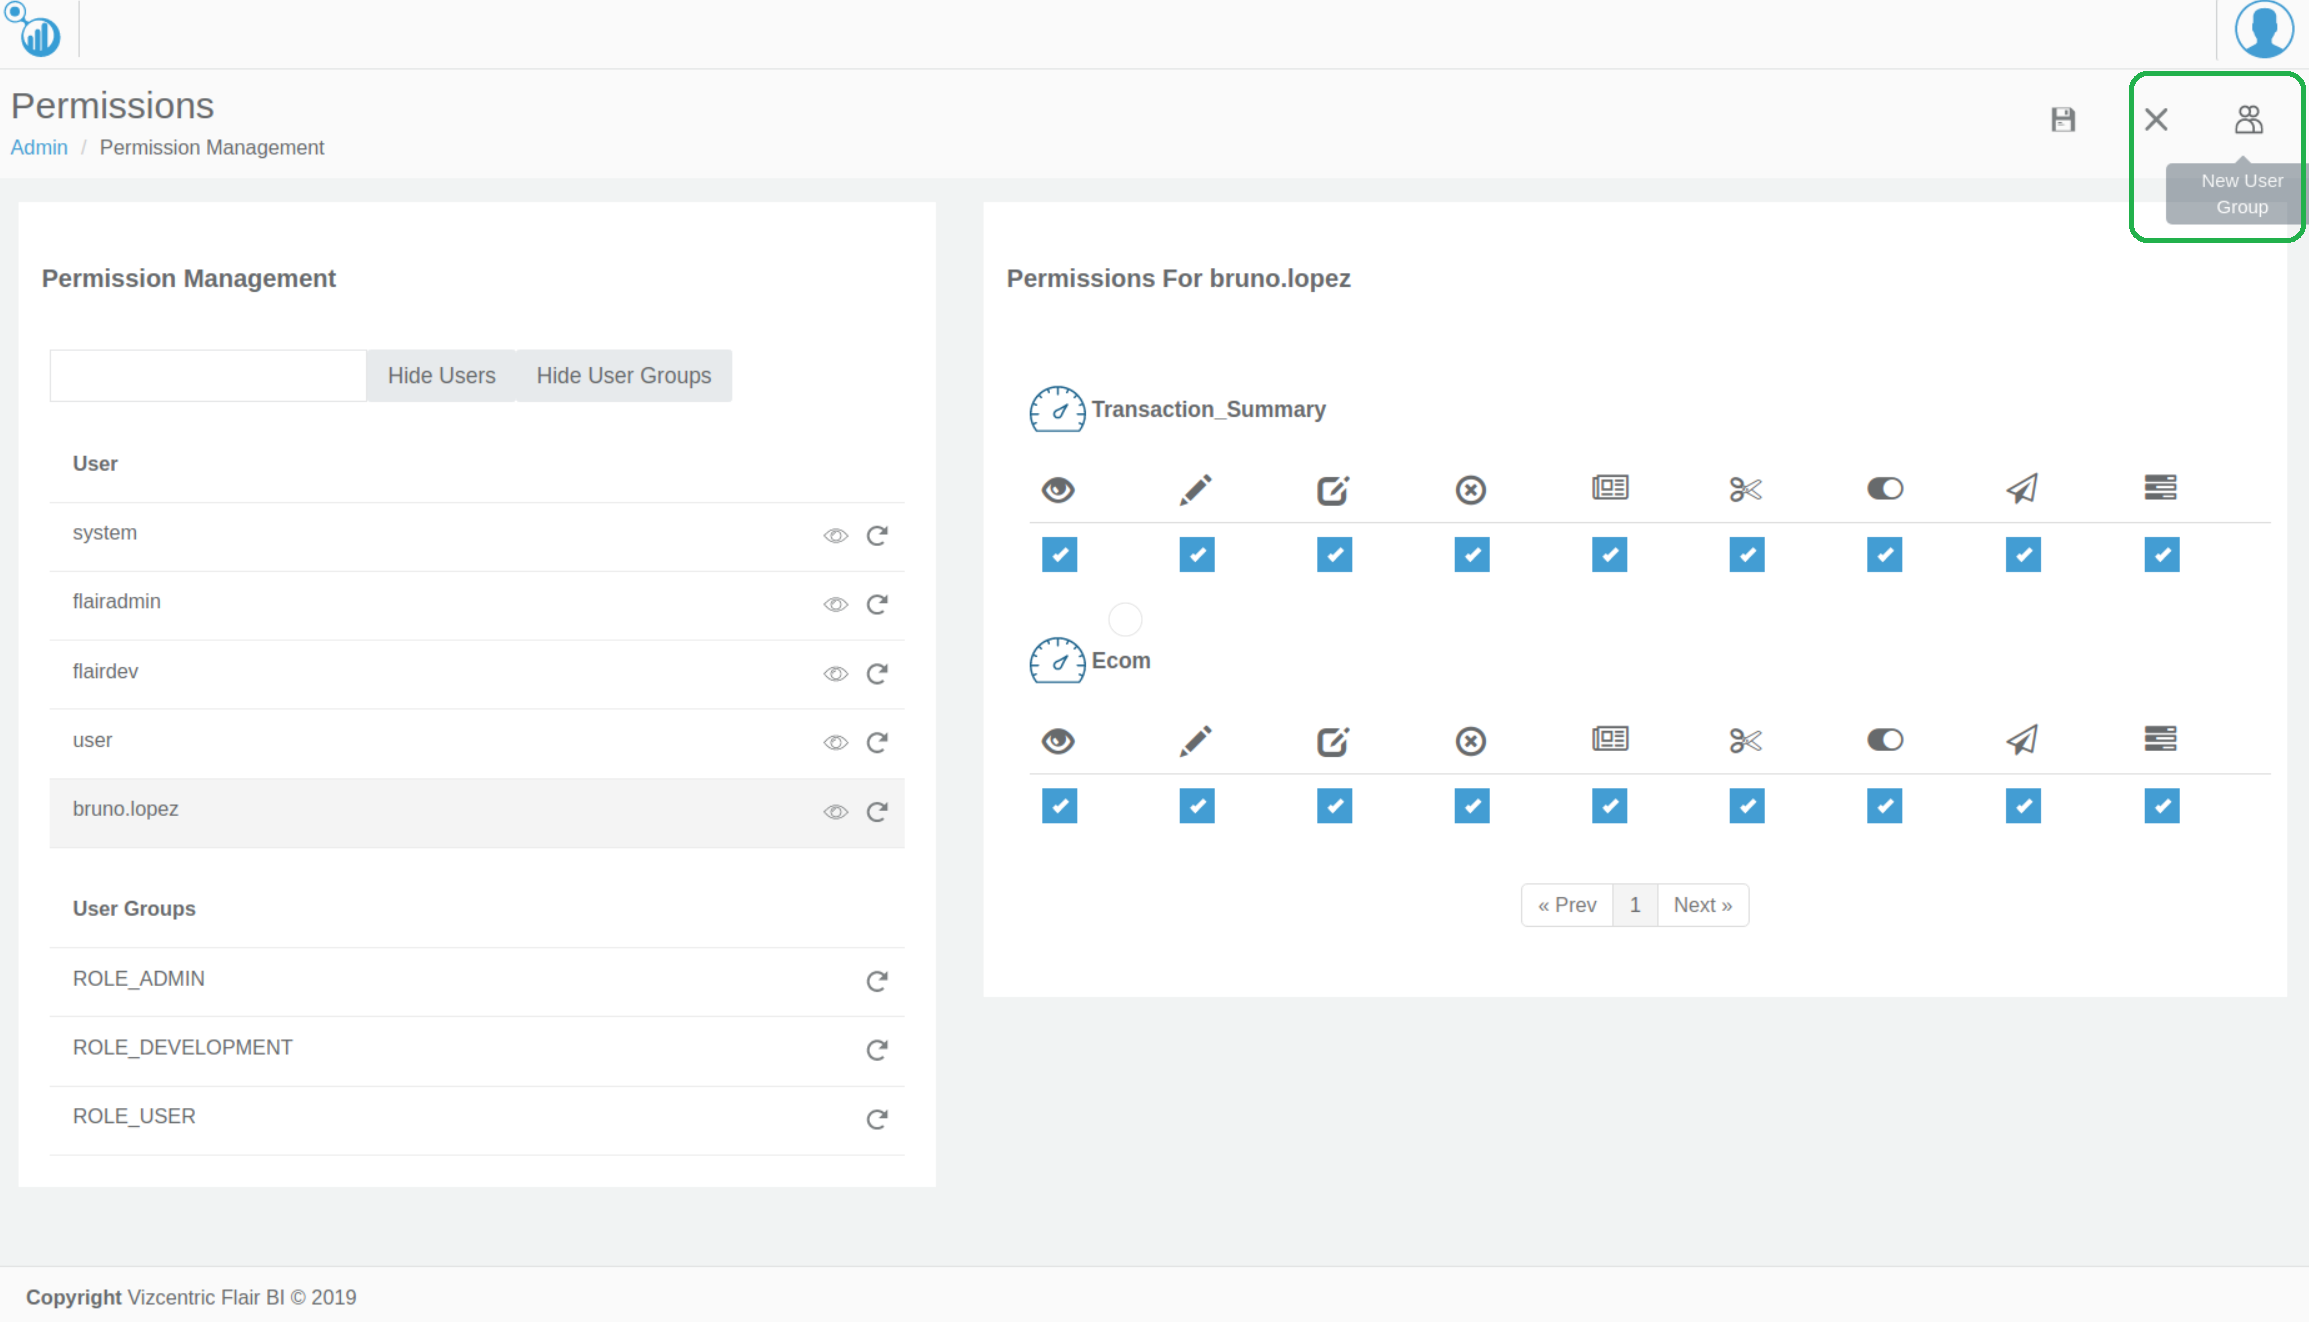 Permissions
Admin / Permission Management
New User
Group
Permission Management
Hide Users
Hide User Groups
User
system
flairadmin
flairdev
user
bruno.lopez
User Groups
ROLE_ADMIN
ROLE_DEVELOPMENT
ROLE_USER
Permissions For bruno.lopez
Transaction_Summary
Ecom
« Prev 1 Next »
Copyright Vizcentric Flair BI © 2019